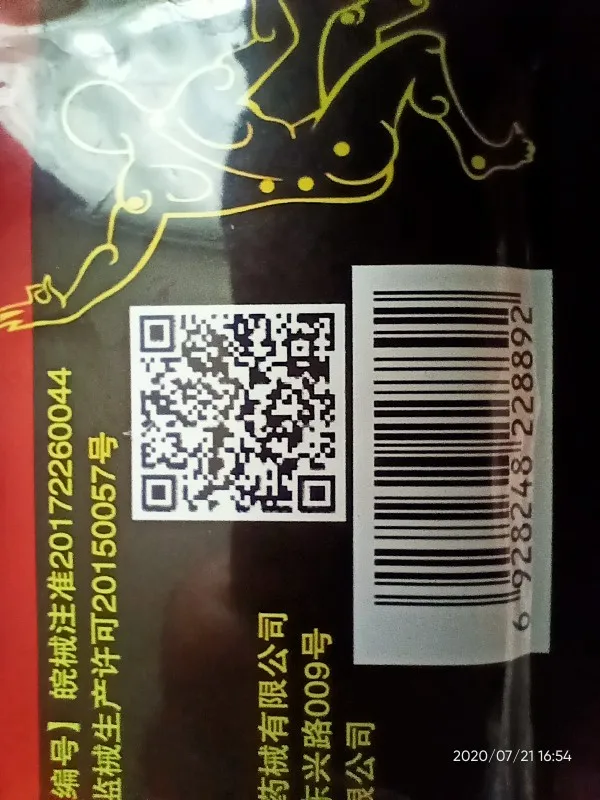 编号】皖械注准20172260044
监械生产许可20150057号
药械有限公司
东兴路009号
限公司
6 928248 228892
2020/07/21 16:54